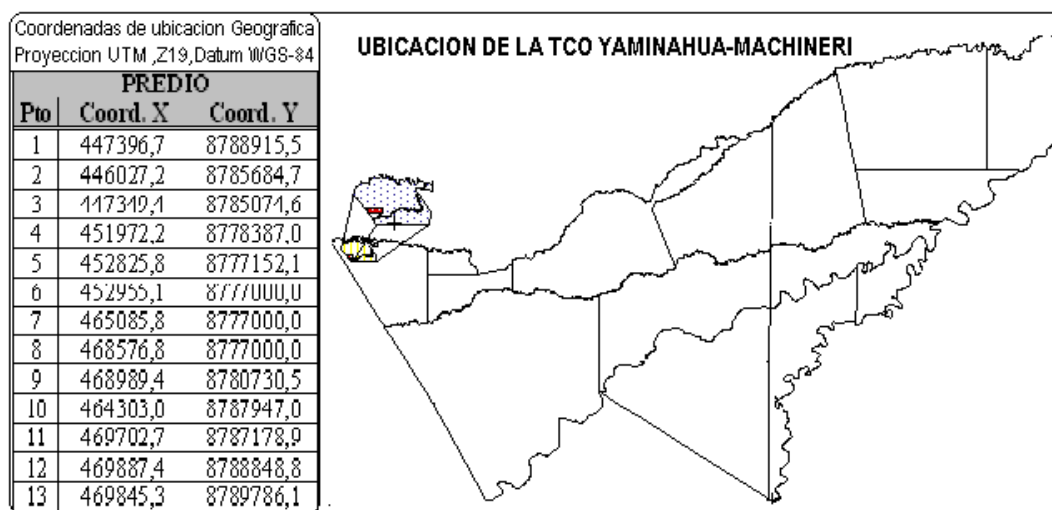 Coordenadas de ubicacion Geografica
Proyeccion UTM ,Z19,Datum WGS-84
PREDIO
Pto Coord. X Coord. Y
1 447396,7 8788915,5
2 446027,2 8785684,7
3 447349,4 8785074,6
4 451972,2 8778387,0
5 452825,8 8777152,1
6 452955,1 8777000,0
7 465085,8 8777000,0
8 468576,8 8777000,0
9 468989,4 8780730,5
10 464303,0 8787947,0
11 469702,7 8787178,9
12 469887,4 8788848,8
13 469845,3 8789786,1
UBICACION DE LA TCO YAMINAHUA-MACHINERI